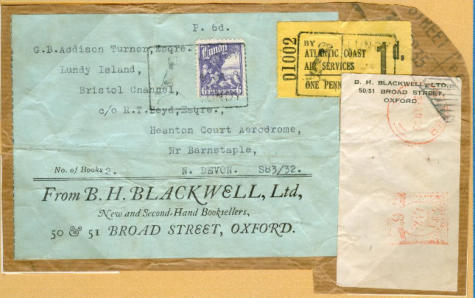 P. 6d.
G.B. Addison Turner, Esqre.
Lundy Island,
Bristol Channel,
c/o R.T. Boyd, Esqre.,
Heanton Court Aerodrome,
Nr Barnstaple,
N. DEVON. S83/32.
No. of Books 2.
From B. H. BLACKWELL, Ltd,
New and Second-Hand Booksellers,
50 & 51 BROAD STREET, OXFORD.
Lundy
01002
BY
ATLANTIC COAST
AIR SERVICES
ONE PENN
1d.
B. H. BLACKWELL LTD.
50/51 BROAD STREET,
OXFORD
STREET